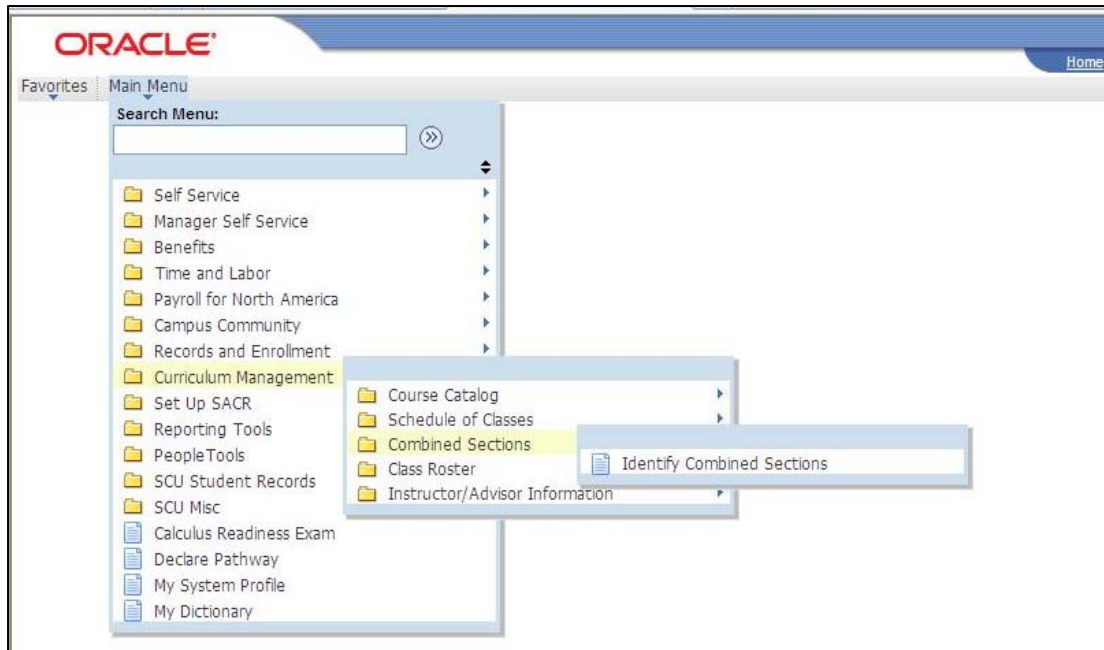 ORACLE'
Home
Favorites Main Menu
Search Menu:
Self Service
Manager Self Service
Benefits
Time and Labor
Payroll for North America
Campus Community
Records and Enrollment
Curriculum Management
Set Up SACR
Reporting Tools
PeopleTools
SCU Student Records
SCU Misc
Calculus Readiness Exam
Declare Pathway
My System Profile
My Dictionary
Course Catalog
Schedule of Classes
Combined Sections
Class Roster
Instructor/Advisor Information
Identify Combined Sections